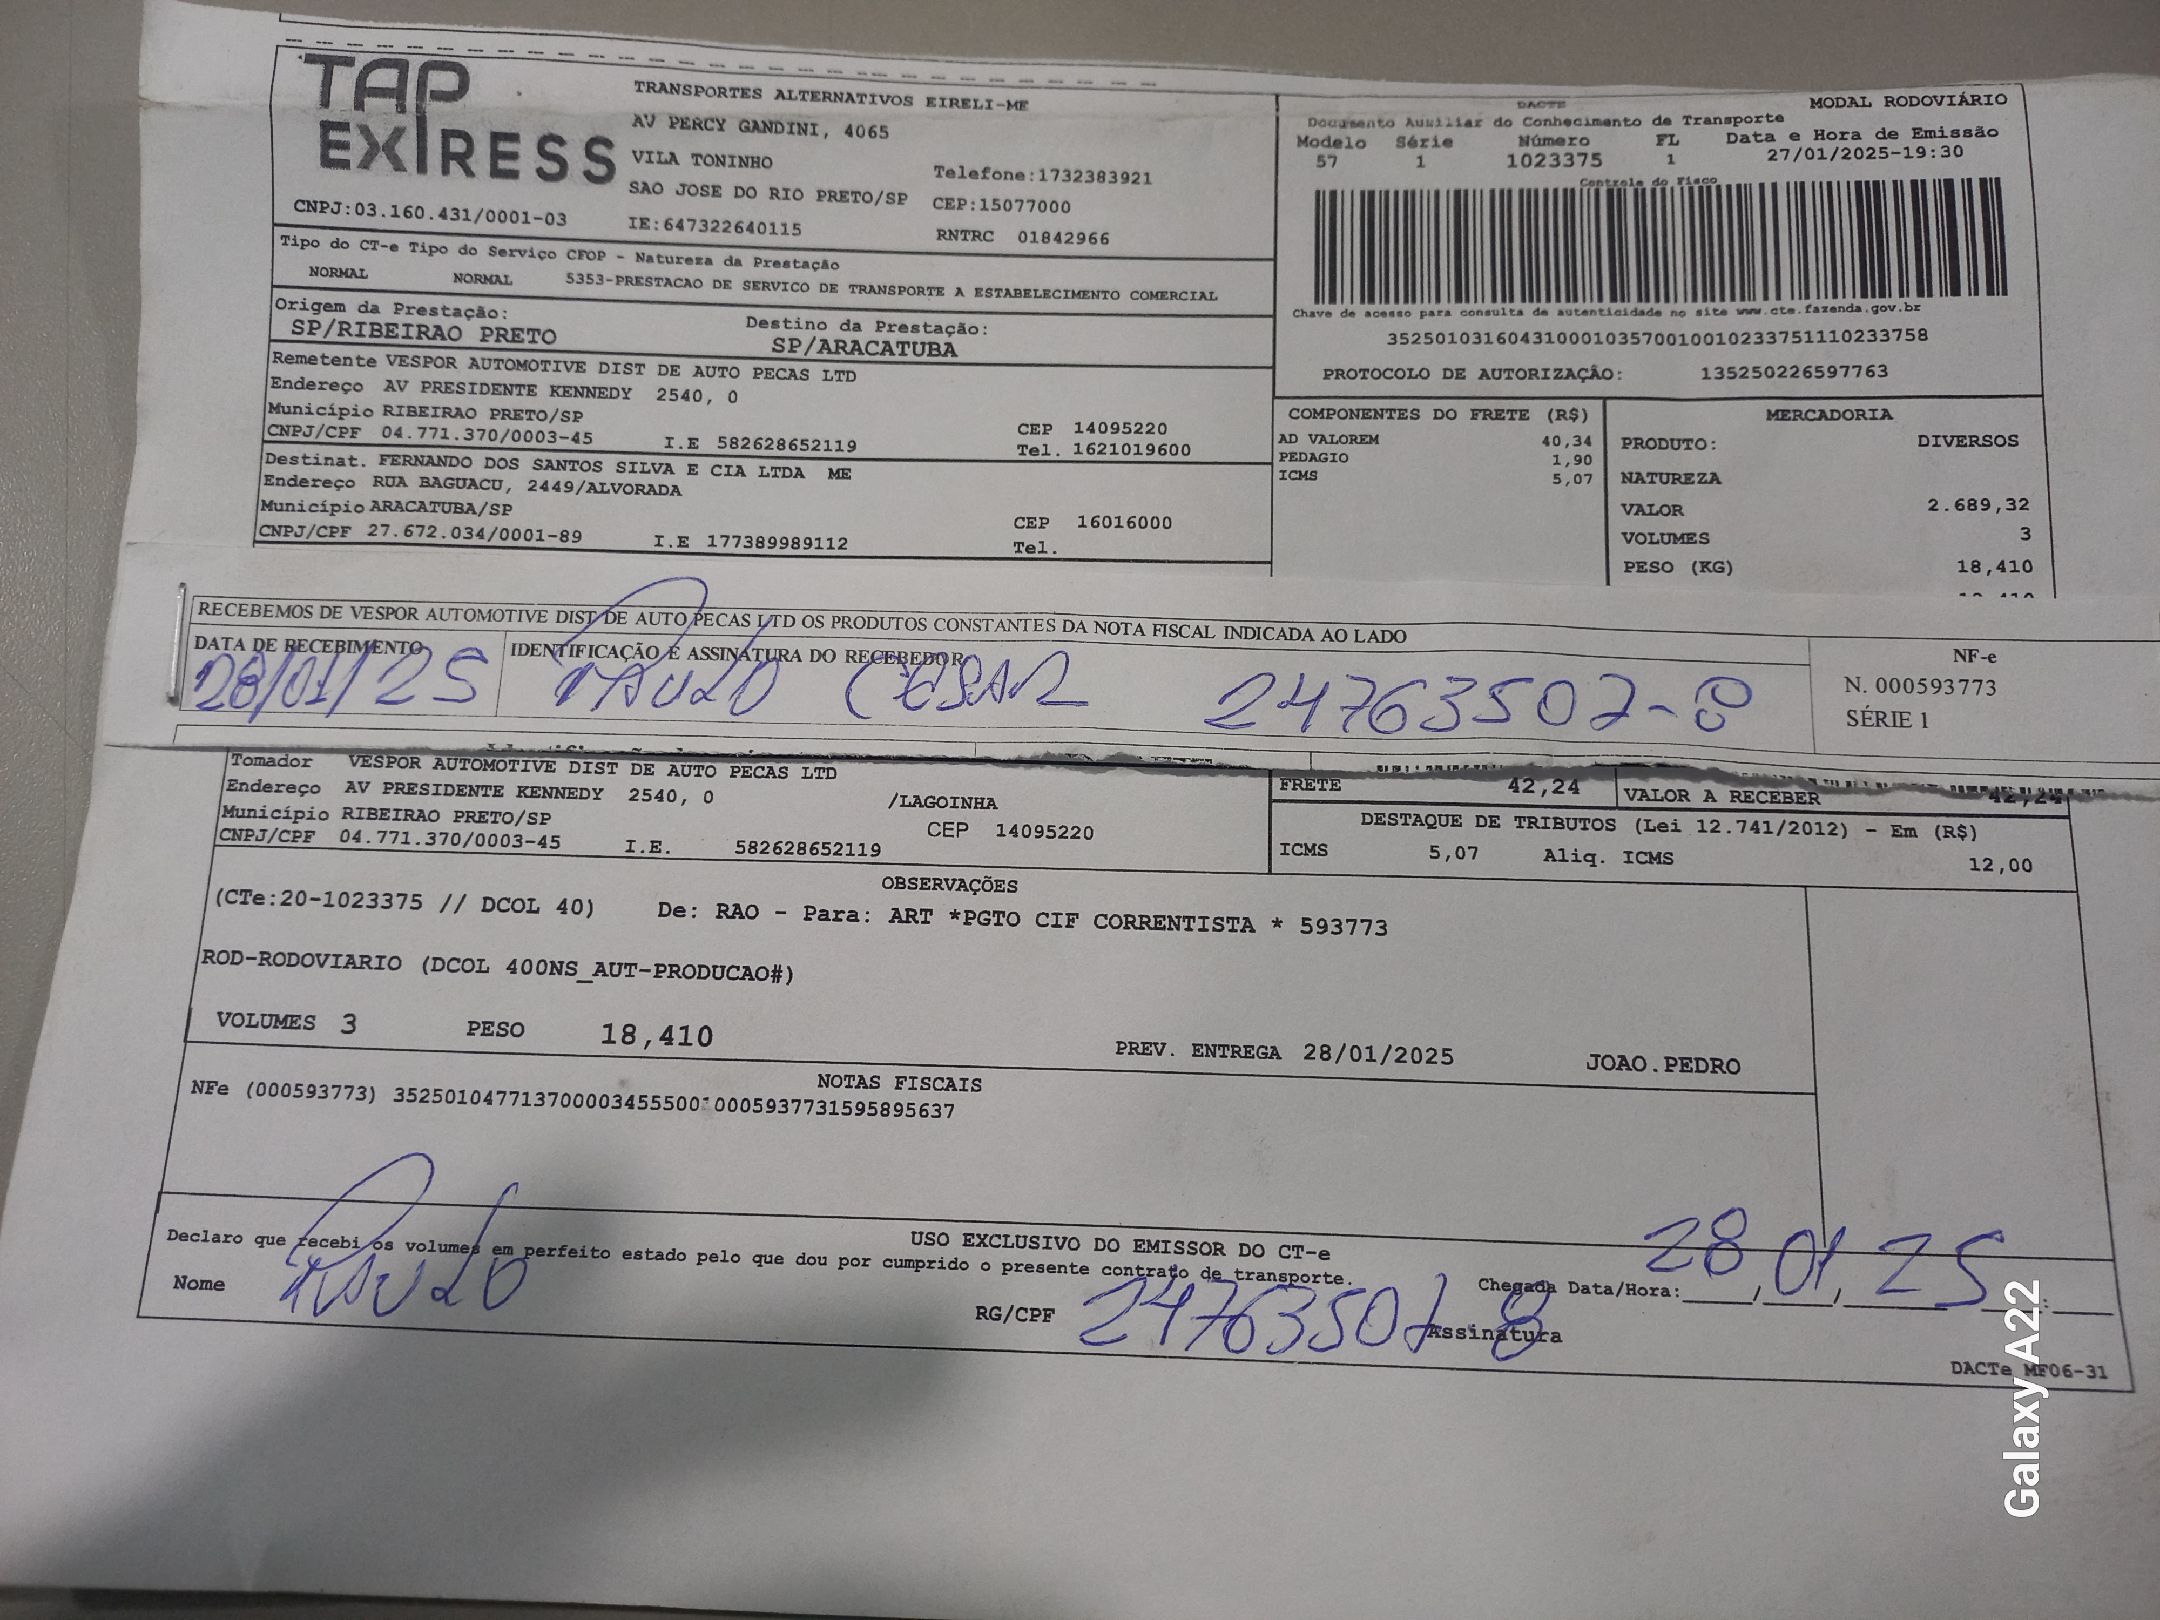 TAP EXPRESS
TRANSPORTES ALTERNATIVOS EIRELI-ME
AV PERCY GANDINI, 4065
VILA TONINHO
SAO JOSE DO RIO PRETO/SP
Telefone:1732383921
CEP:15077000
CNPJ:03.160.431/0001-03
IE:647322640115
RNTRC 01842966
DACTE
MODAL RODOVIÁRIO
Documento Auxiliar do Conhecimento de Transporte
Modelo Série Número FL Data e Hora de Emissão
57 1 1023375 1 27/01/2025-19:30
Controle do Fisco
Chave de acesso para consulta de autenticidade no site www.cte.fazenda.gov.br
35250103160431000103570010010233751110233758
PROTOCOLO DE AUTORIZAÇÂO: 135250226597763
Tipo do CT-e Tipo do Serviço CFOP - Natureza da Prestação
NORMAL NORMAL 5353-PRESTACAO DE SERVICO DE TRANSPORTE A ESTABELECIMENTO COMERCIAL
Origem da Prestação:
SP/RIBEIRAO PRETO
Destino da Prestação:
SP/ARACATUBA
Remetente VESPOR AUTOMOTIVE DIST DE AUTO PECAS LTD
Endereço AV PRESIDENTE KENNEDY 2540, 0
Município RIBEIRAO PRETO/SP
CEP 14095220
CNPJ/CPF 04.771.370/0003-45 I.E 582628652119 Tel. 1621019600
Destinat. FERNANDO DOS SANTOS SILVA E CIA LTDA ME
Endereço RUA BAGUACU, 2449/ALVORADA
Município ARACATUBA/SP
CEP 16016000
CNPJ/CPF 27.672.034/0001-89 I.E 177389989112 Tel.
COMPONENTES DO FRETE (R$)
AD VALOREM 40,34
PEDAGIO 1,90
ICMS 5,07
MERCADORIA
PRODUTO: DIVERSOS
NATUREZA
VALOR 2.689,32
VOLUMES 3
PESO (KG) 18,410
RECEBEMOS DE VESPOR AUTOMOTIVE DIST DE AUTO PECAS LTD OS PRODUTOS CONSTANTES DA NOTA FISCAL INDICADA AO LADO
DATA DE RECEBIMENTO
28/01/25
IDENTIFICAÇÃO E ASSINATURA DO RECEBEDOR
PAULO CESAR 24763507-8
NF-e
N. 000593773
SÉRIE 1
Tomador VESPOR AUTOMOTIVE DIST DE AUTO PECAS LTD
Endereço AV PRESIDENTE KENNEDY 2540, 0 /LAGOINHA
Município RIBEIRAO PRETO/SP CEP 14095220
CNPJ/CPF 04.771.370/0003-45 I.E. 582628652119
FRETE 42,24
VALOR A RECEBER 42,24
DESTAQUE DE TRIBUTOS (Lei 12.741/2012) - Em (R$)
ICMS 5,07 Aliq. ICMS 12,00
OBSERVAÇÕES
(CTe:20-1023375 // DCOL 40) De: RAO - Para: ART *PGTO CIF CORRENTISTA * 593773
ROD-RODOVIARIO (DCOL 400NS_AUT-PRODUCAO#)
VOLUMES 3 PESO 18,410
PREV. ENTREGA 28/01/2025 JOAO.PEDRO
NOTAS FISCAIS
NFe (000593773)
USO EXCLUSIVO DO EMISSOR DO CT-e
Declaro que recebi os volumes em perfeito estado pelo que dou por cumprido o presente contrato de transporte.
Chegada Data/Hora: 28,01,25
Nome PAULO
RG/CPF 24763507-8
Assinatura
DACTe MF06-31
Galaxy A22